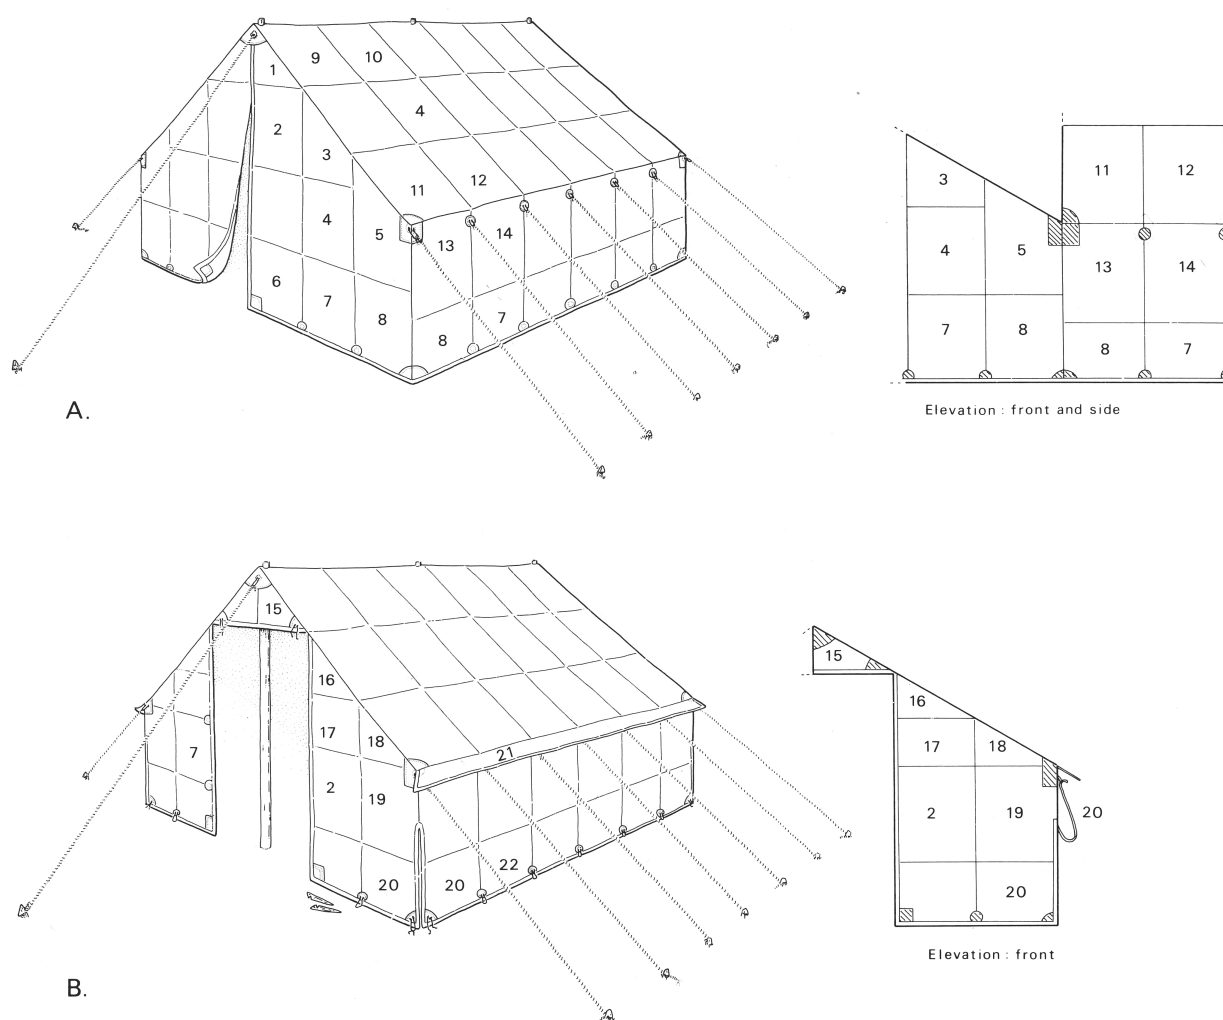 1 9 10
2 3 4
4 5 11 12
13 14
6 7 8
8 7
A.
3 11 12
4 5 13 14
7 8 8 7
Elevation : front and side
15
16
17 18
7 2 19
21
20 20 22
B.
15
16
17 18
2 19 20
20
Elevation : front